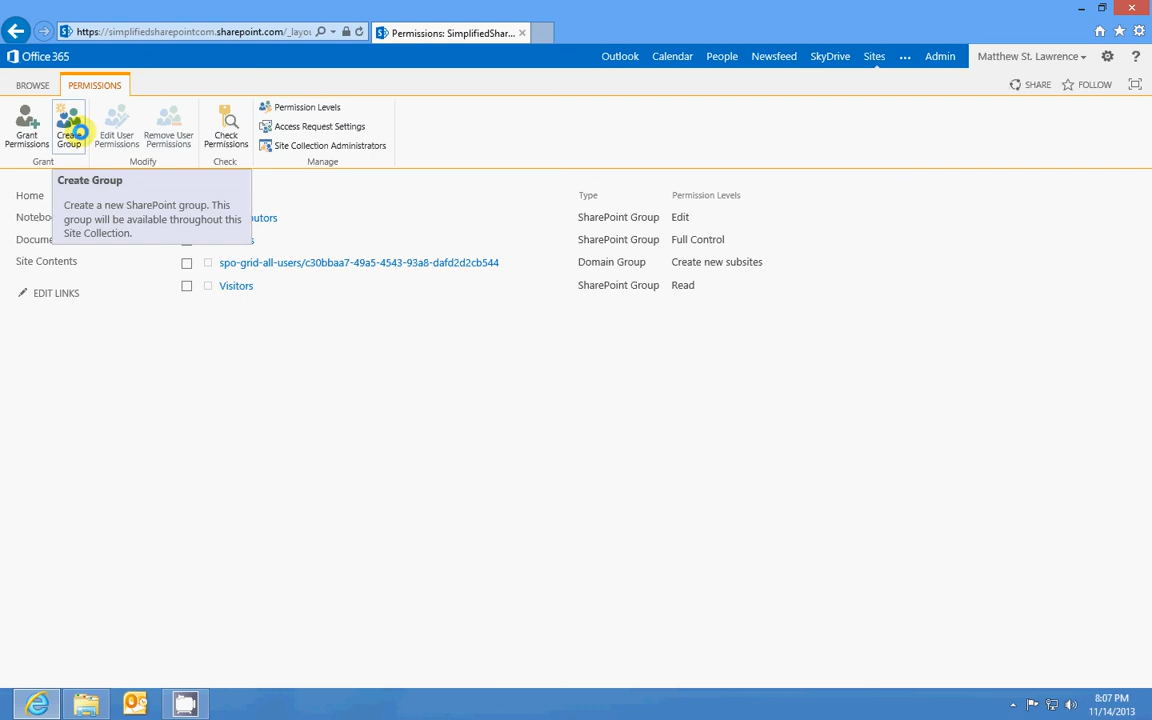 https://simplifiedsharepointcom.sharepoint.com/_layou
Permissions: SimplifiedShar...
Office 365
Outlook Calendar People Newsfeed SkyDrive Sites ... Admin Matthew St. Lawrence ?
BROWSE PERMISSIONS SHARE FOLLOW
Grant Permissions
Create Group
Edit User Permissions
Remove User Permissions
Check Permissions
Permission Levels
Access Request Settings
Site Collection Administrators
Grant Modify Check Manage
Create Group
Create a new SharePoint group. This
group will be available throughout this
Site Collection.
Home
Notebo
Docume
Site Contents
EDIT LINKS
Type Permission Levels
utors SharePoint Group Edit
s SharePoint Group Full Control
spo-grid-all-users/c30bbaa7-49a5-4543-93a8-dafd2d2cb544 Domain Group Create new subsites
Visitors SharePoint Group Read
8:07 PM
11/14/2013